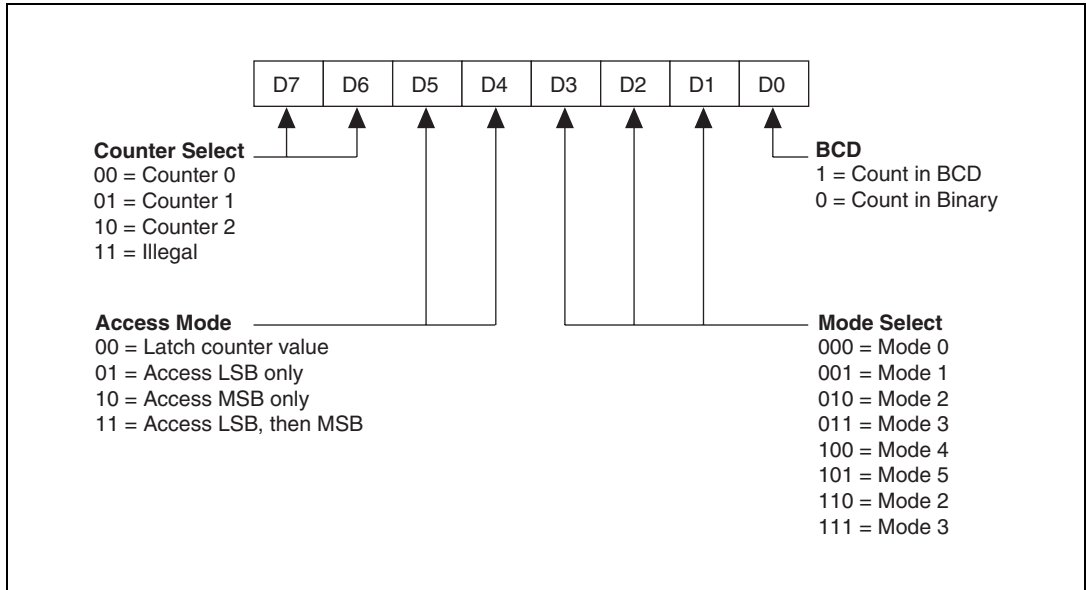 D7 D6 D5 D4 D3 D2 D1 D0
Counter Select
00 = Counter 0
01 = Counter 1
10 = Counter 2
11 = Illegal
BCD
1 = Count in BCD
0 = Count in Binary
Access Mode
00 = Latch counter value
01 = Access LSB only
10 = Access MSB only
11 = Access LSB, then MSB
Mode Select
000 = Mode 0
001 = Mode 1
010 = Mode 2
011 = Mode 3
100 = Mode 4
101 = Mode 5
110 = Mode 2
111 = Mode 3